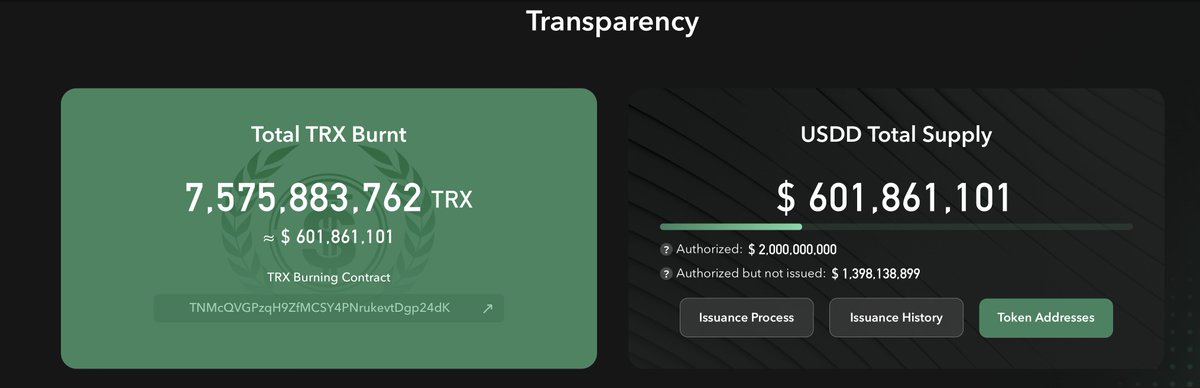 Transparency
Total TRX Burnt
7,575,883,762 TRX
≈ $ 601,861,101
TRX Burning Contract
TNMcQVGPzqH9ZfMCSY4PNrukevtDgp24dK ↗
USDD Total Supply
$ 601,861,101
? Authorized: $ 2,000,000,000
? Authorized but not issued: $ 1,398,138,899
Issuance Process
Issuance History
Token Addresses